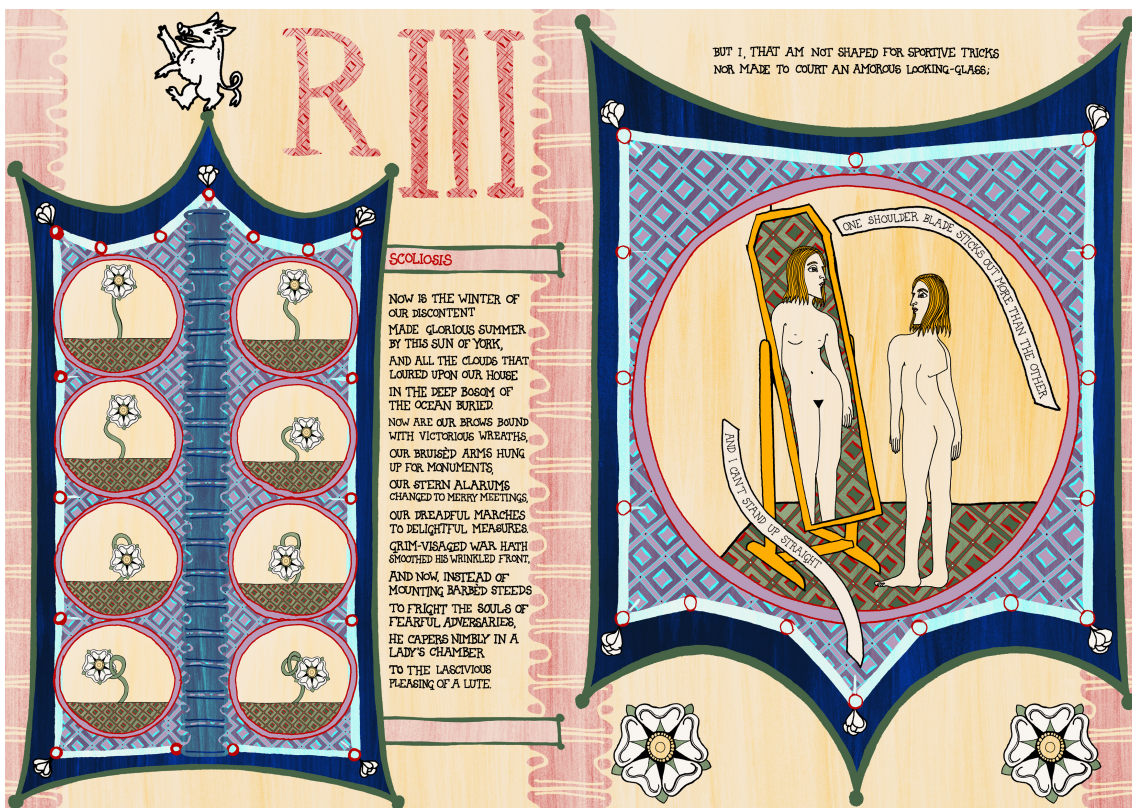 R III
SCOLIOSIS
NOW IS THE WINTER OF
OUR DISCONTENT
MADE GLORIOUS SUMMER
BY THIS SUN OF YORK,
AND ALL THE CLOUDS THAT
LOURED UPON OUR HOUSE
IN THE DEEP BOSOM OF
THE OCEAN BURIED.
NOW ARE OUR BROWS BOUND
WITH VICTORIOUS WREATHS,
OUR BRUISÈD ARMS HUNG
UP FOR MONUMENTS,
OUR STERN ALARUMS
CHANGED TO MERRY MEETINGS,
OUR DREADFUL MARCHES
TO DELIGHTFUL MEASURES.
GRIM-VISAGED WAR HATH
SMOOTHED HIS WRINKLED FRONT,
AND NOW, INSTEAD OF
MOUNTING BARBÈD STEEDS
TO FRIGHT THE SOULS OF
FEARFUL ADVERSARIES,
HE CAPERS NIMBLY IN A
LADY'S CHAMBER
TO THE LASCIVIOUS
PLEASING OF A LUTE.
BUT I, THAT AM NOT SHAPED FOR SPORTIVE TRICKS
NOR MADE TO COURT AN AMOROUS LOOKING-GLASS;
ONE SHOULDER BLADE STICKS OUT MORE THAN THE OTHER
AND I CAN'T STAND UP STRAIGHT